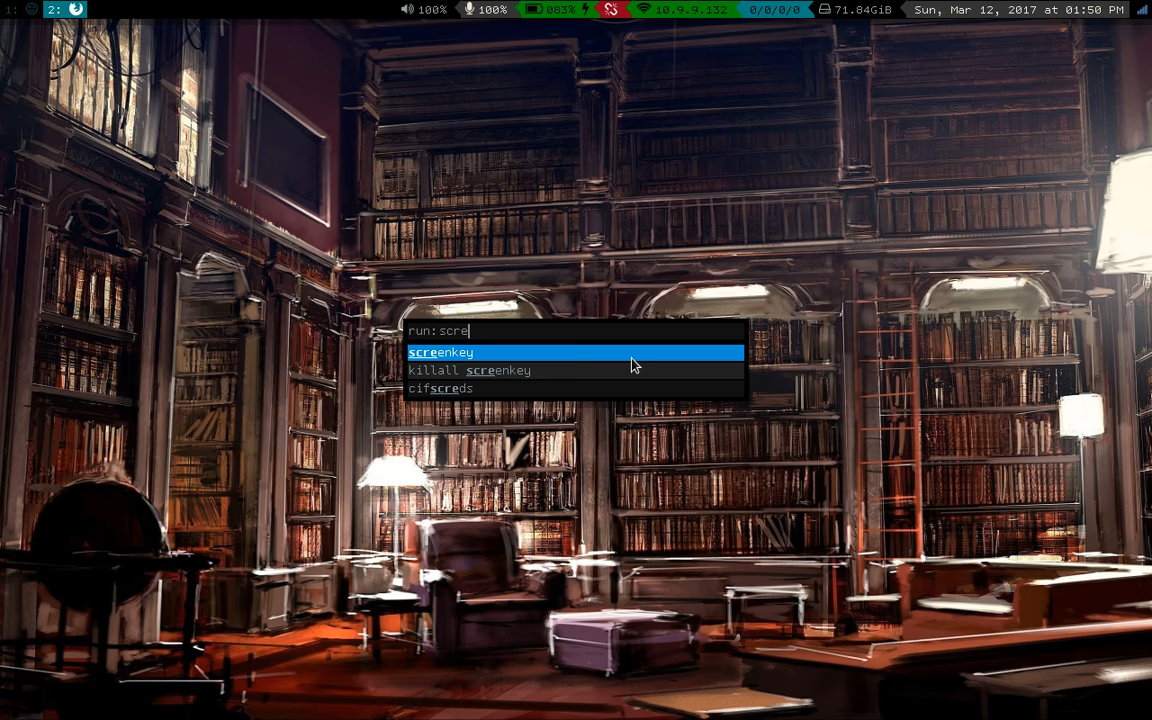 1: 2: 100% 100% 083% 10.9.9.132 0/0/0/0 71.84GiB Sun, Mar 12, 2017 at 01:50 PM
run:scre
screenkey
killall screenkey
cifscreds